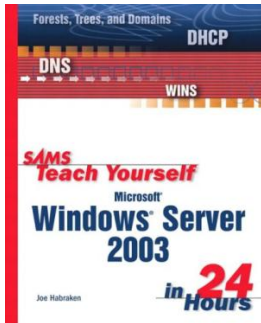 Forests, Trees, and Domains
DHCP
DNS
WINS
SAMS
Teach Yourself
Microsoft®
Windows® Server
2003
in 24
Hours
Joe Habraken